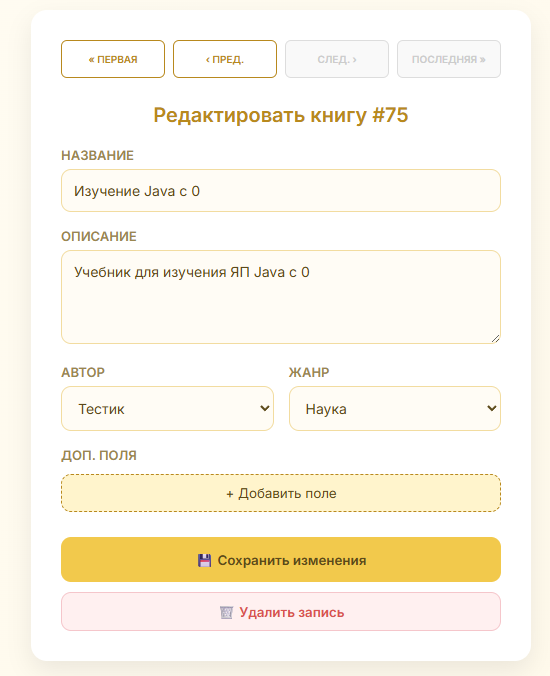 « ПЕРВАЯ
‹ ПРЕД.
СЛЕД. ›
ПОСЛЕДНЯЯ »
Редактировать книгу #75
НАЗВАНИЕ
Изучение Java с 0
ОПИСАНИЕ
Учебник для изучения ЯП Java с 0
АВТОР
ЖАНР
Тестик
Наука
ДОП. ПОЛЯ
+ Добавить поле
Сохранить изменения
Удалить запись